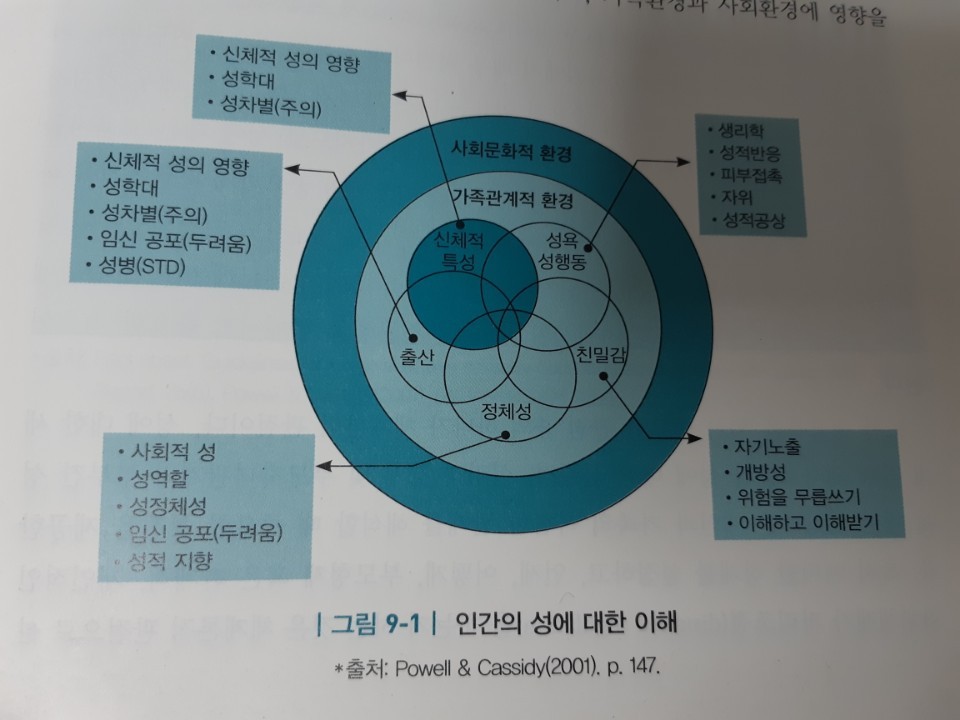 사회환경에 영향을
• 신체적 성의 영향
• 성학대
• 성차별(주의)
• 신체적 성의 영향
• 성학대
• 성차별(주의)
• 임신 공포(두려움)
• 성병(STD)
• 생리학
• 성적반응
• 피부접촉
• 자위
• 성적공상
사회문화적 환경
가족관계적 환경
신체적
특성
성욕
성행동
출산
친밀감
정체성
• 사회적 성
• 성역할
• 성정체성
• 임신 공포(두려움)
• 성적 지향
• 자기노출
• 개방성
• 위험을 무릅쓰기
• 이해하고 이해받기
| 그림 9-1 | 인간의 성에 대한 이해
*출처: Powell & Cassidy(2001). p. 147.